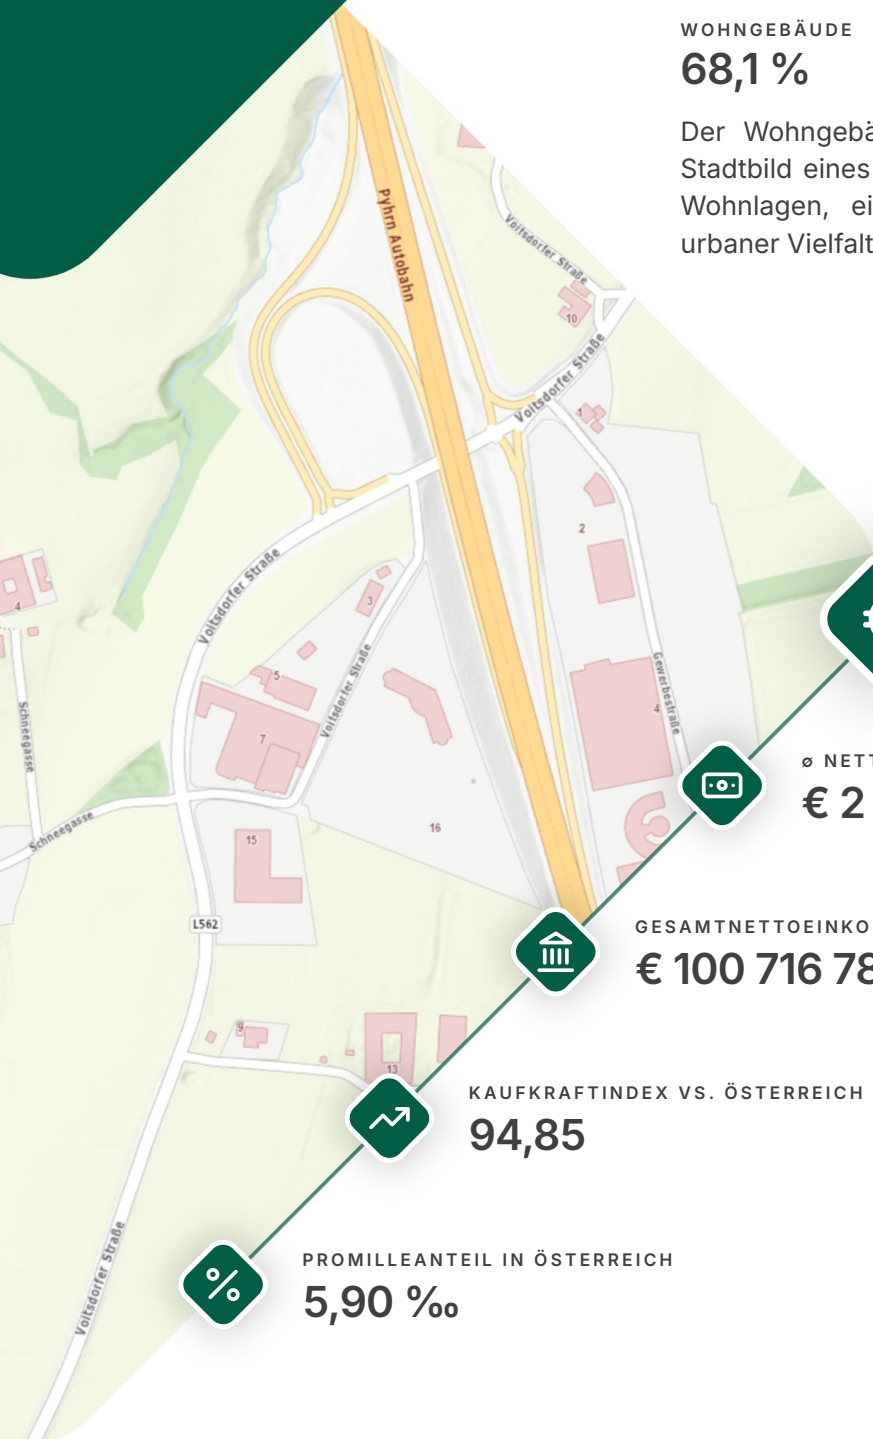 WOHNGEBÄUDE
68,1 %
Der Wohngebä
Stadtbild eines
Wohnlagen, ei
urbaner Vielfalt
Pyhrn Autobahn
Voitsdorfer Straße
10
Voitsdorfer Straße
1
2
Voitsdorfer Straße
4
3
5
Voitsdorfer Straße
Gewerbestraße
4
Schneegasse
7
ø NETT
€ 2
Schneegasse
15
16
L562
GESAMTNETTOEINKO
€ 100 716 78
9
13
KAUFKRAFTINDEX VS. ÖSTERREICH
94,85
Voitsdorfer Straße
PROMILLEANTEIL IN ÖSTERREICH
5,90 ‰